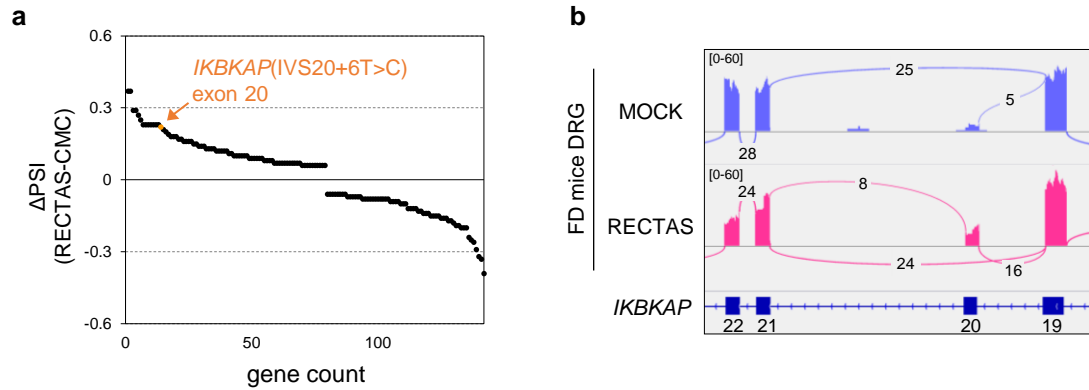 a
0.6
0.3
0
-0.3
-0.6
ΔPSI
(RECTAS-CMC)
IKBKAP(IVS20+6T>C)
exon 20
0
100
gene count
b
FD mice DRG
MOCK
[0-60]
25
5
28
RECTAS
[0-60]
24
8
24
16
IKBKAP
22
21
20
19